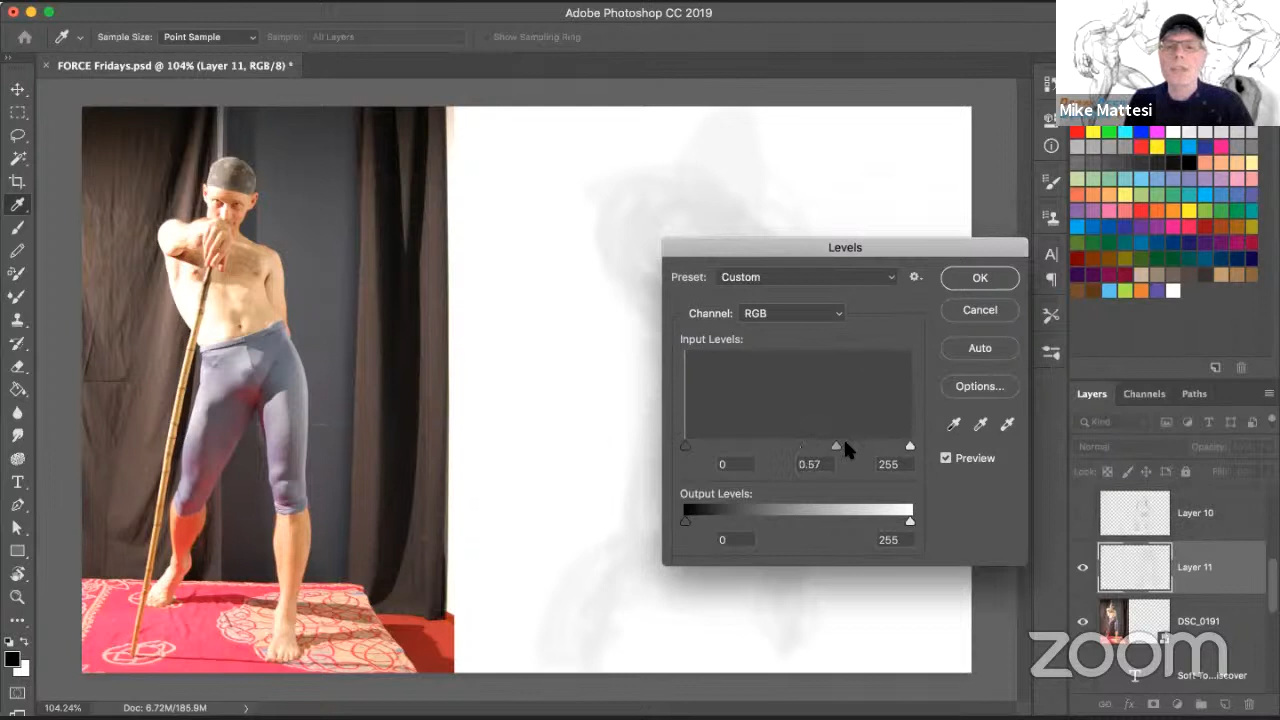 Adobe Photoshop CC 2019
Sample Size: Point Sample Sample: All Layers Show Sampling Ring
× FORCE Fridays.psd @ 104% (Layer 11, RGB/8) *
Mike Mattesi
Levels
Preset: Custom
OK
Channel: RGB
Cancel
Input Levels:
Auto
Options...
0 0.57 255
Preview
Output Levels:
0 255
Layers Channels Paths
Kind
Normal Opacity:
Lock:
Layer 10
Layer 11
DSC_0191
zoom
Soft To...iscover
104.24% Doc: 6.72M/185.9M